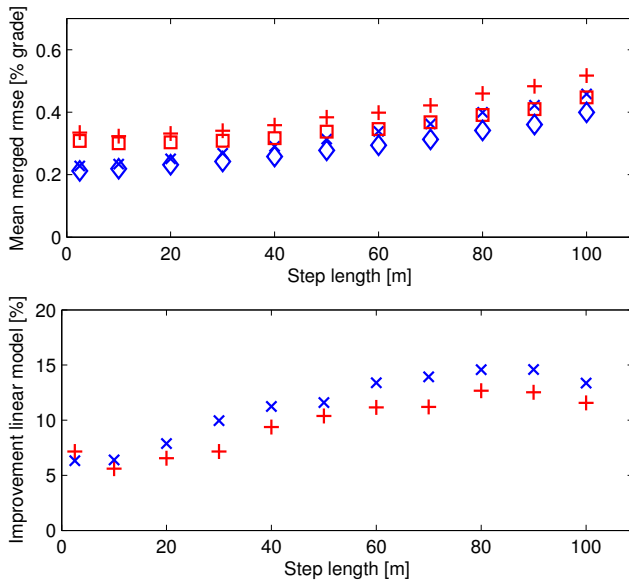 Mean merged rmse [% grade]
0.6
0.4
0.2
0
0 20 40 60 80 100
Step length [m]
Improvement linear model [%]
20
15
10
5
0
0 20 40 60 80 100
Step length [m]